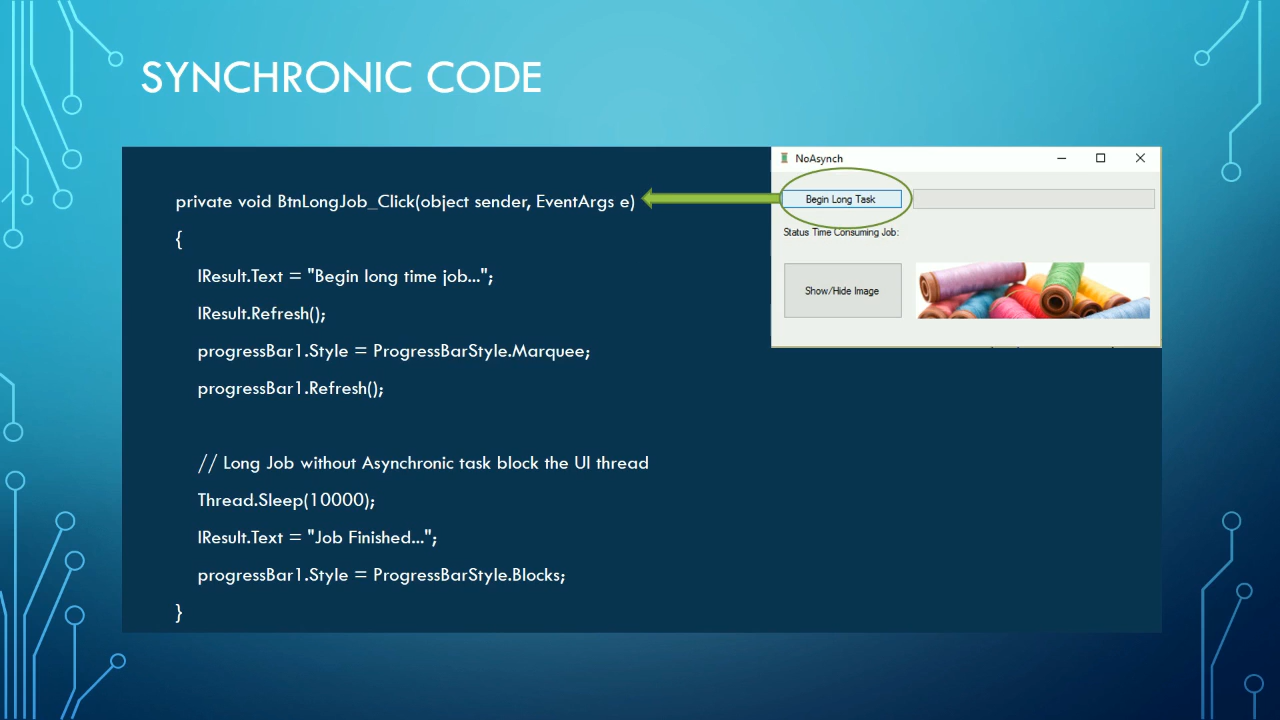 SYNCHRONIC CODE
private void BtnLongJob_Click(object sender, EventArgs e)
{
lResult.Text = "Begin long time job...";
lResult.Refresh();
progressBar1.Style = ProgressBarStyle.Marquee;
progressBar1.Refresh();
// Long Job without Asynchronic task block the UI thread
Thread.Sleep(10000);
lResult.Text = "Job Finished...";
progressBar1.Style = ProgressBarStyle.Blocks;
}
NoAsynch
Begin Long Task
Status Time Consuming Job:
Show/Hide Image